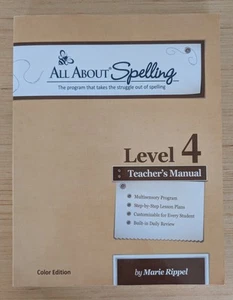 All About® Spelling
The program that takes the struggle out of spelling
Level 4
Teacher's Manual
Multisensory Program
Step-by-Step Lesson Plans
Customizable for Every Student
Built-in Daily Review
Color Edition
by Marie Rippel